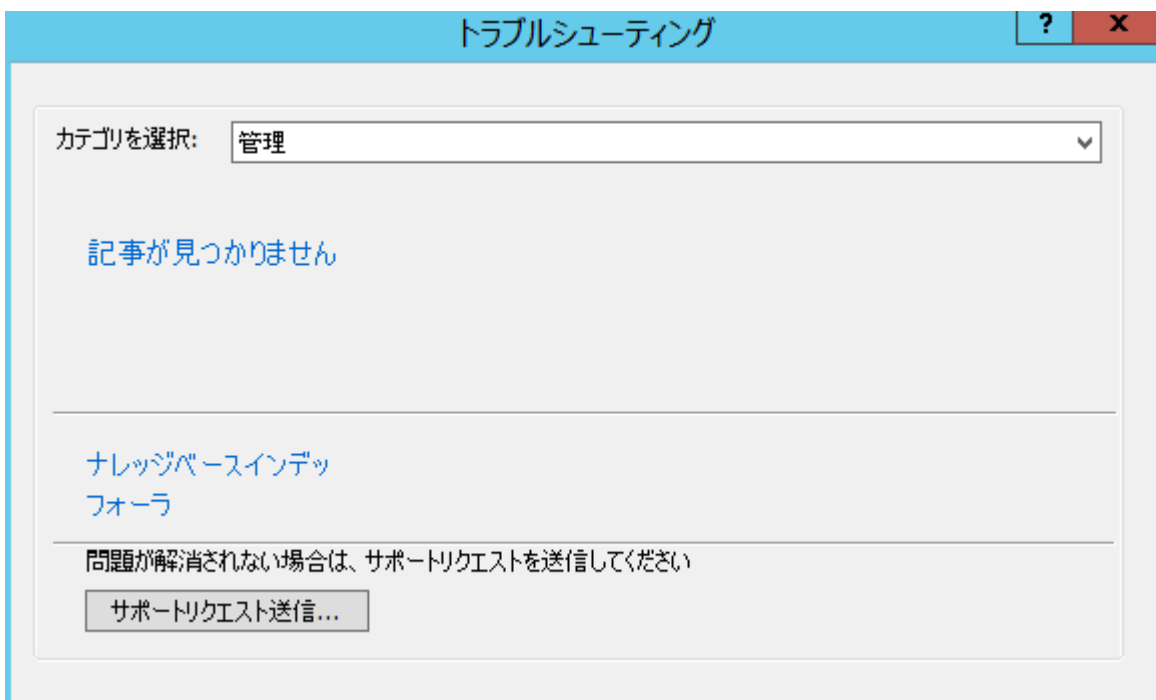 トラブルシューティング
? x
カテゴリを選択: 管理
記事が見つかりません
ナレッジベースインデッ
フォーラ
問題が解消されない場合は、サポートリクエストを送信してください
サポートリクエスト送信...